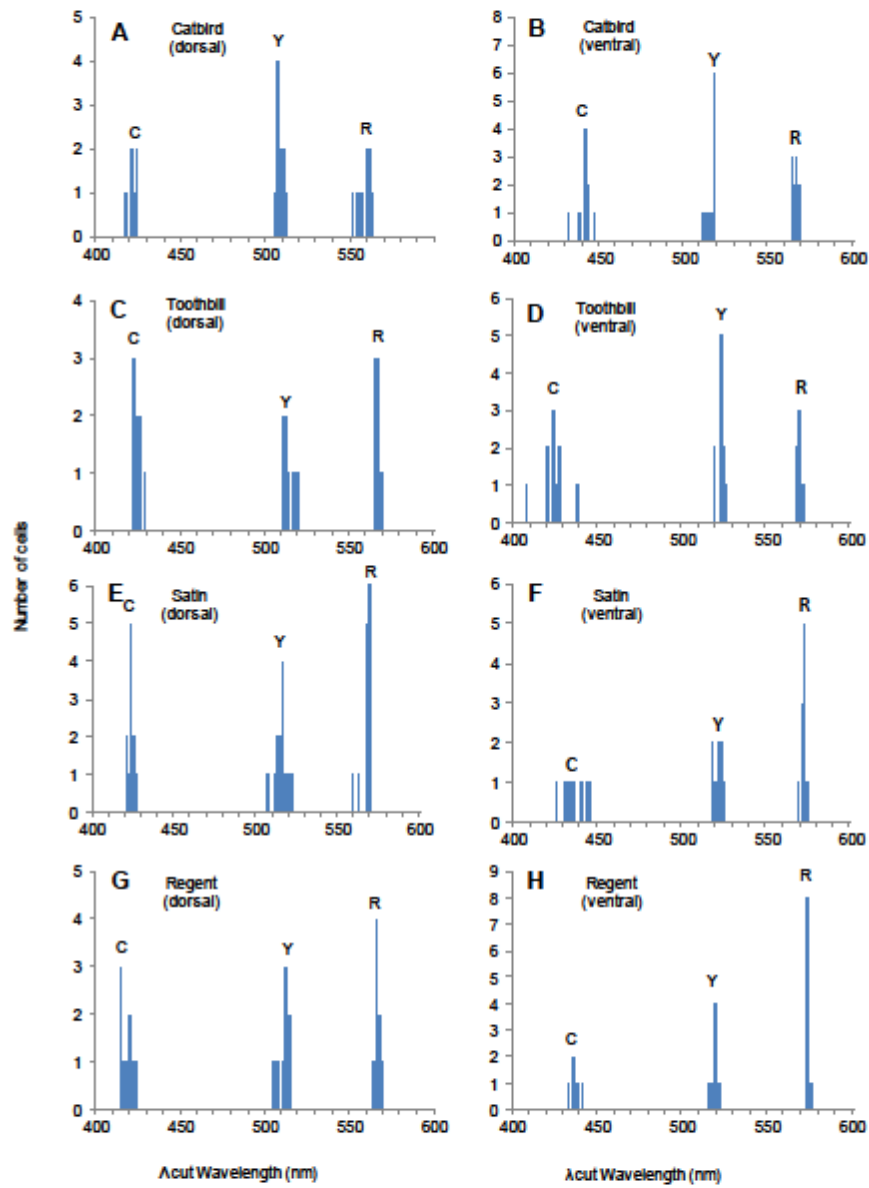 A
Catbird
(dorsal)
5
4
3
2
1
0
C
Y
R
400 450 500 550
B
Catbird
(ventral)
8
7
6
5
4
3
2
1
0
C
Y
R
400 450 500 550 600
C
Toothbill
(dorsal)
4
3
2
1
0
C
Y
R
400 450 500 550 600
D
Toothbill
(ventral)
6
5
4
3
2
1
0
C
Y
R
400 450 500 550 600
Number of cells
E
Satin
(dorsal)
6
5
4
3
2
1
0
C
Y
R
400 450 500 550 600
F
Satin
(ventral)
6
5
4
3
2
1
0
C
Y
R
400 450 500 550 600
G
Regent
(dorsal)
5
4
3
2
1
0
C
Y
R
400 450 500 550 600
H
Regent
(ventral)
9
8
7
6
5
4
3
2
1
0
C
Y
R
400 450 500 550 600
Λcut Wavelength (nm)
λcut Wavelength (nm)